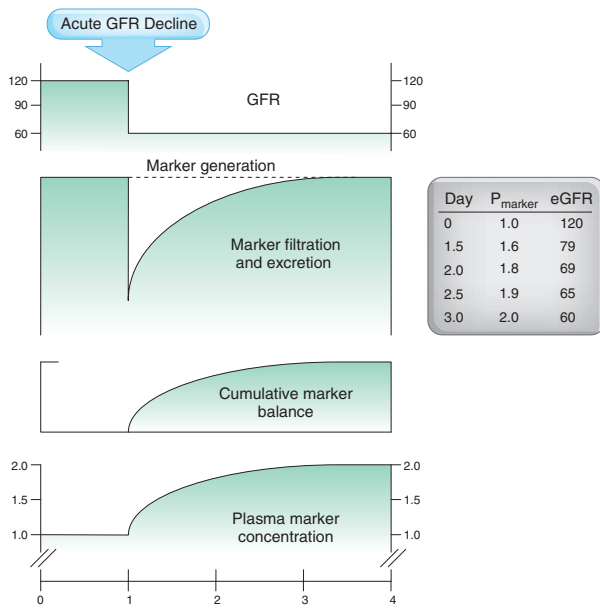 Acute GFR Decline
120
90
60
GFR
120
90
60
Marker generation
Marker filtration
and excretion
Day P marker eGFR
0 1.0 120
1.5 1.6 79
2.0 1.8 69
2.5 1.9 65
3.0 2.0 60
Cumulative marker
balance
2.0
1.5
1.0
Plasma marker
concentration
2.0
1.5
1.0
0 1 2 3 4